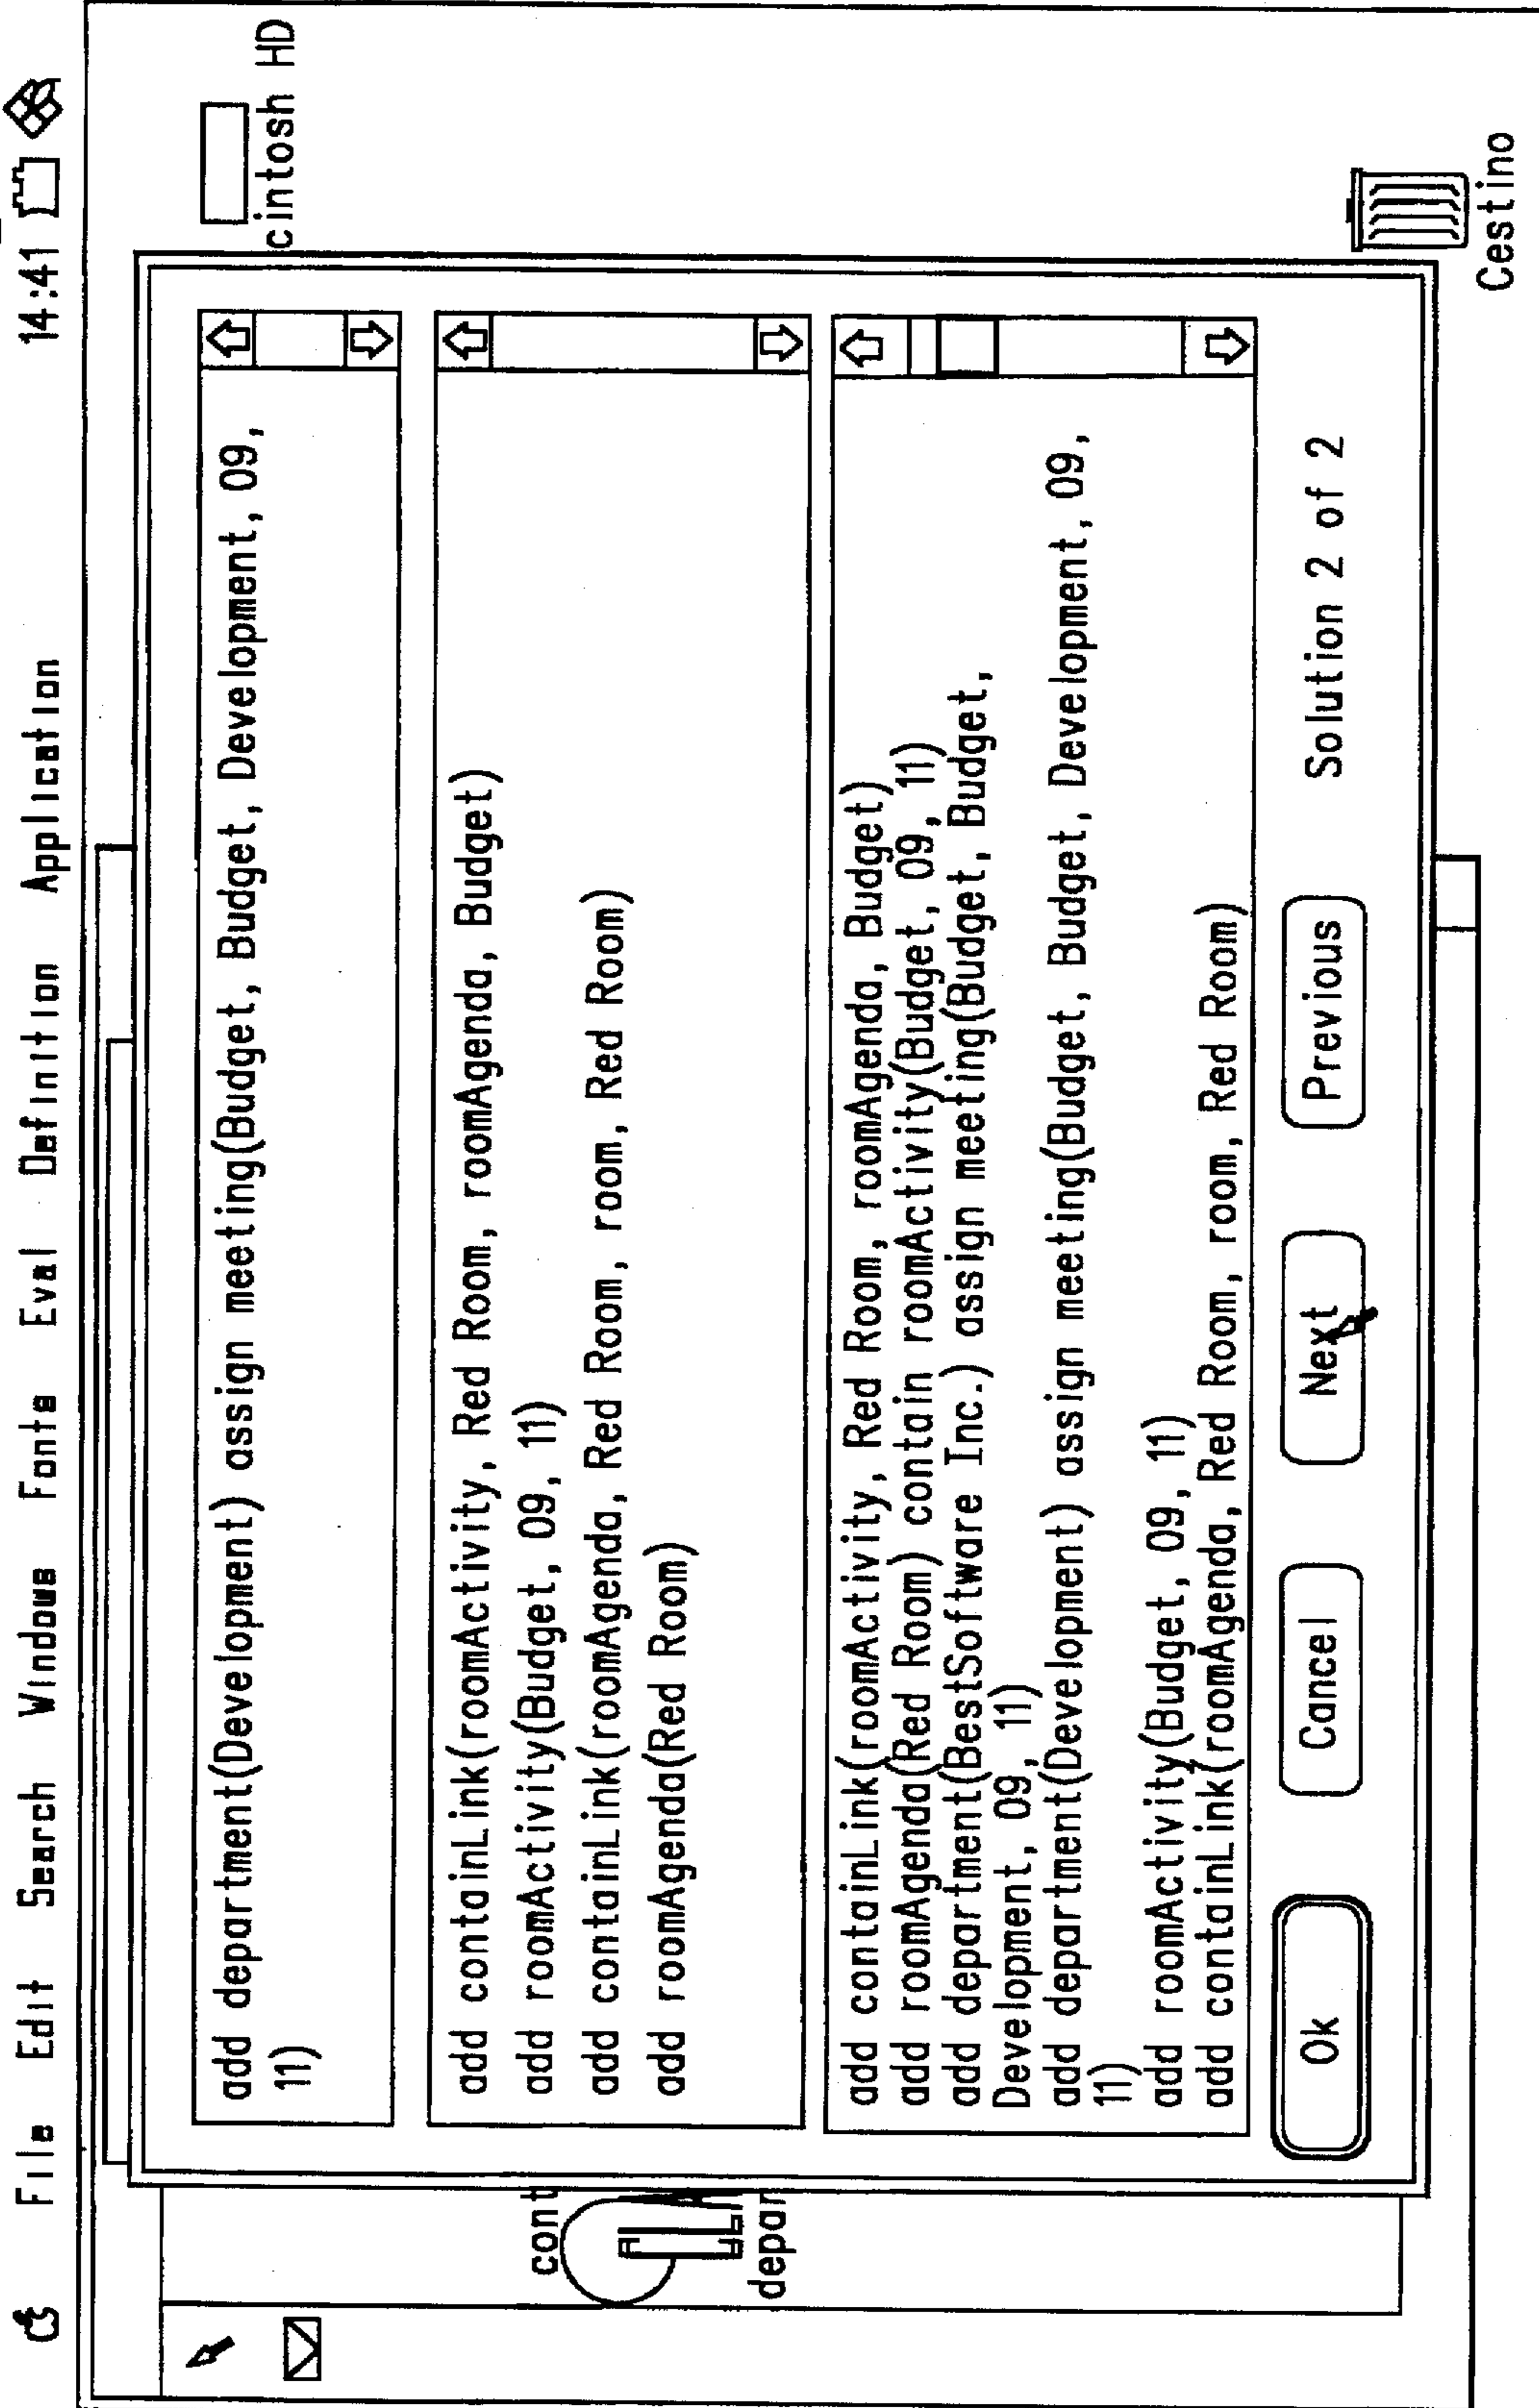 File Edit Search Windows Fonts Eval Definition Application 14:41
cintosh HD
add department(Development) assign meeting(Budget, Budget, Development, 09,
11)
add containLink(roomActivity, Red Room, roomAgenda, Budget)
add roomActivity(Budget, 09, 11)
add containLink(roomAgenda, Red Room, room, Red Room)
add roomAgenda(Red Room)
cont
depar
add containLink(roomActivity, Red Room, roomAgenda, Budget)
add roomAgenda(Red Room) contain roomActivity(Budget, 09, 11)
add department(BestSoftware Inc.) assign meeting(Budget, Budget,
Development, 09, 11)
add department(Development) assign meeting(Budget, Budget, Development, 09,
11)
add roomActivity(Budget, 09, 11)
add containLink(roomAgenda, Red Room, room, Red Room)
Ok Cancel Next Previous Solution 2 of 2
Cestino